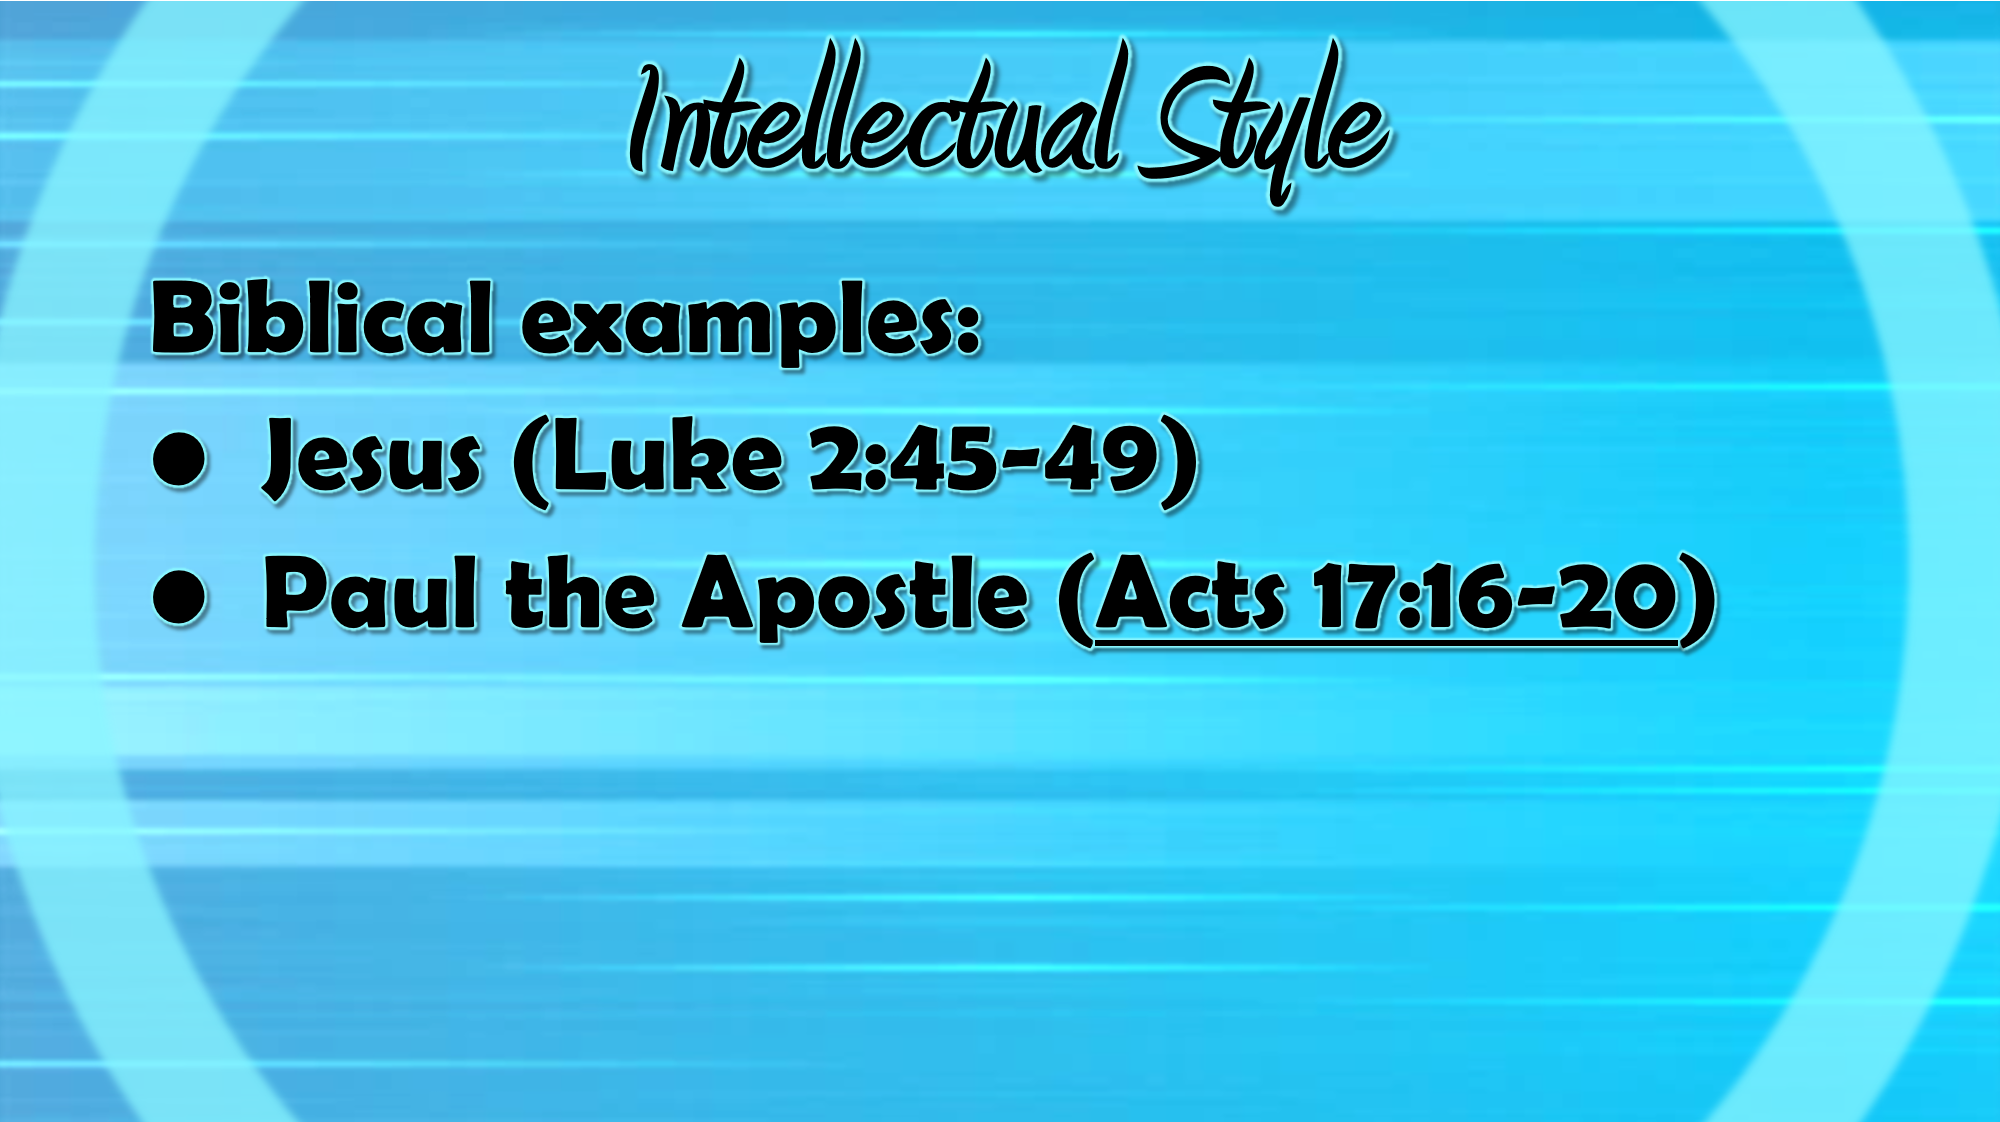 Intellectual Style
Biblical examples:
● Jesus (Luke 2:45-49)
● Paul the Apostle (Acts 17:16-20)